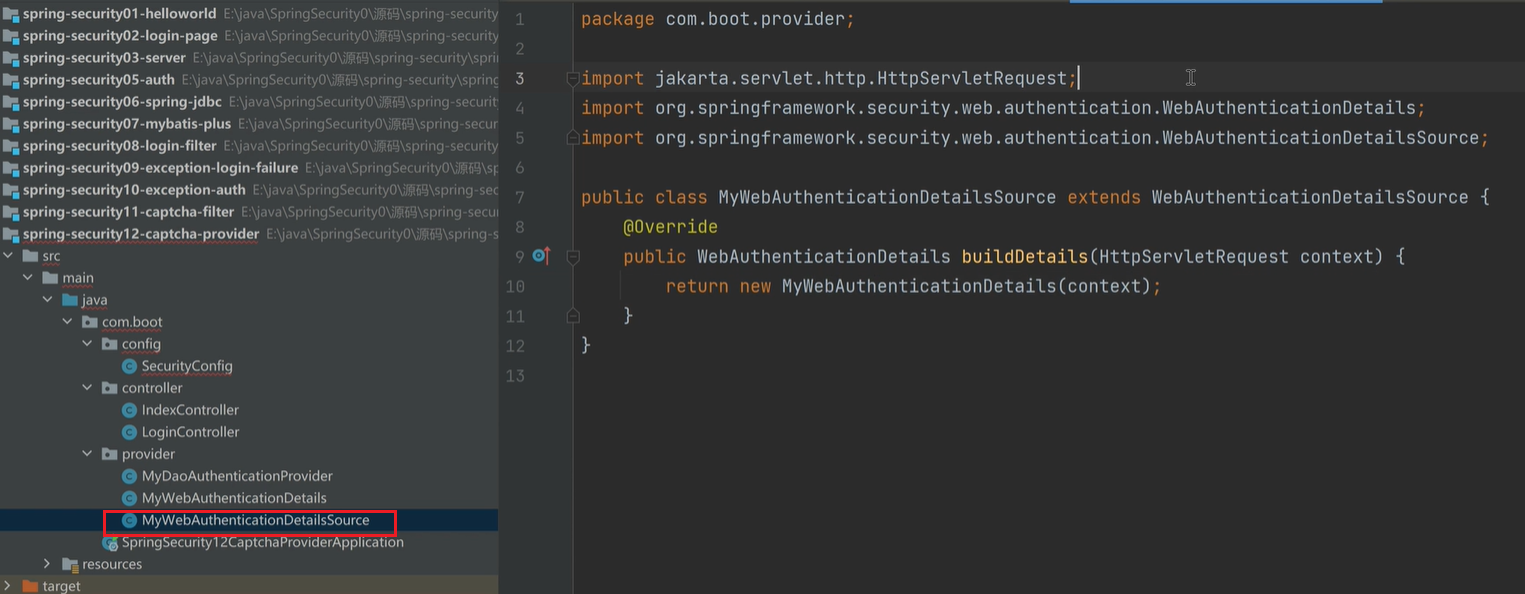 spring-security01-helloworld E:\java\SpringSecurity0\源码\spring-security
spring-security02-login-page E:\java\SpringSecurity0\源码\spring-security
spring-security03-server E:\java\SpringSecurity0\源码\spring-security\spri
spring-security05-auth E:\java\SpringSecurity0\源码\spring-security\sprin
spring-security06-spring-jdbc E:\java\SpringSecurity0\源码\spring-securit
spring-security07-mybatis-plus E:\java\SpringSecurity0\源码\spring-secur
spring-security08-login-filter E:\java\SpringSecurity0\源码\spring-security
spring-security09-exception-login-failure E:\java\SpringSecurity0\源码\sp
spring-security10-exception-auth E:\java\SpringSecurity0\源码\spring-sec
spring-security11-captcha-filter E:\java\SpringSecurity0\源码\spring-secu
spring-security12-captcha-provider E:\java\SpringSecurity0\源码\spring-s
src
main
java
com.boot
config
SecurityConfig
controller
IndexController
LoginController
provider
MyDaoAuthenticationProvider
MyWebAuthenticationDetails
MyWebAuthenticationDetailsSource
SpringSecurity12CaptchaProviderApplication
resources
target
1 package com.boot.provider;
2
3 import jakarta.servlet.http.HttpServletRequest;
4 import org.springframework.security.web.authentication.WebAuthenticationDetails;
5 import org.springframework.security.web.authentication.WebAuthenticationDetailsSource;
6
7 public class MyWebAuthenticationDetailsSource extends WebAuthenticationDetailsSource {
8 @Override
9 public WebAuthenticationDetails buildDetails(HttpServletRequest context) {
10 return new MyWebAuthenticationDetails(context);
11 }
12 }
13